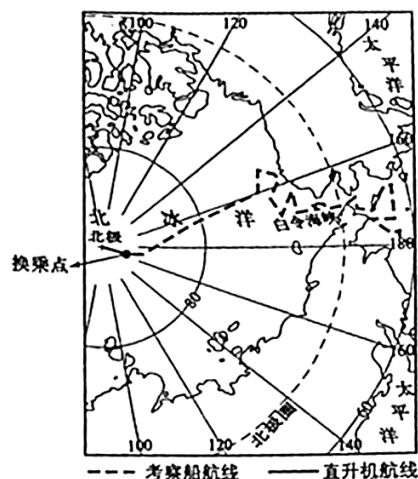 100
120
140
太
平
洋
160
北 冰 洋
北极
白令海峡
换乘点
180
80
160
太
平
洋
北极圈
100
120
140
考察船航线
直升机航线